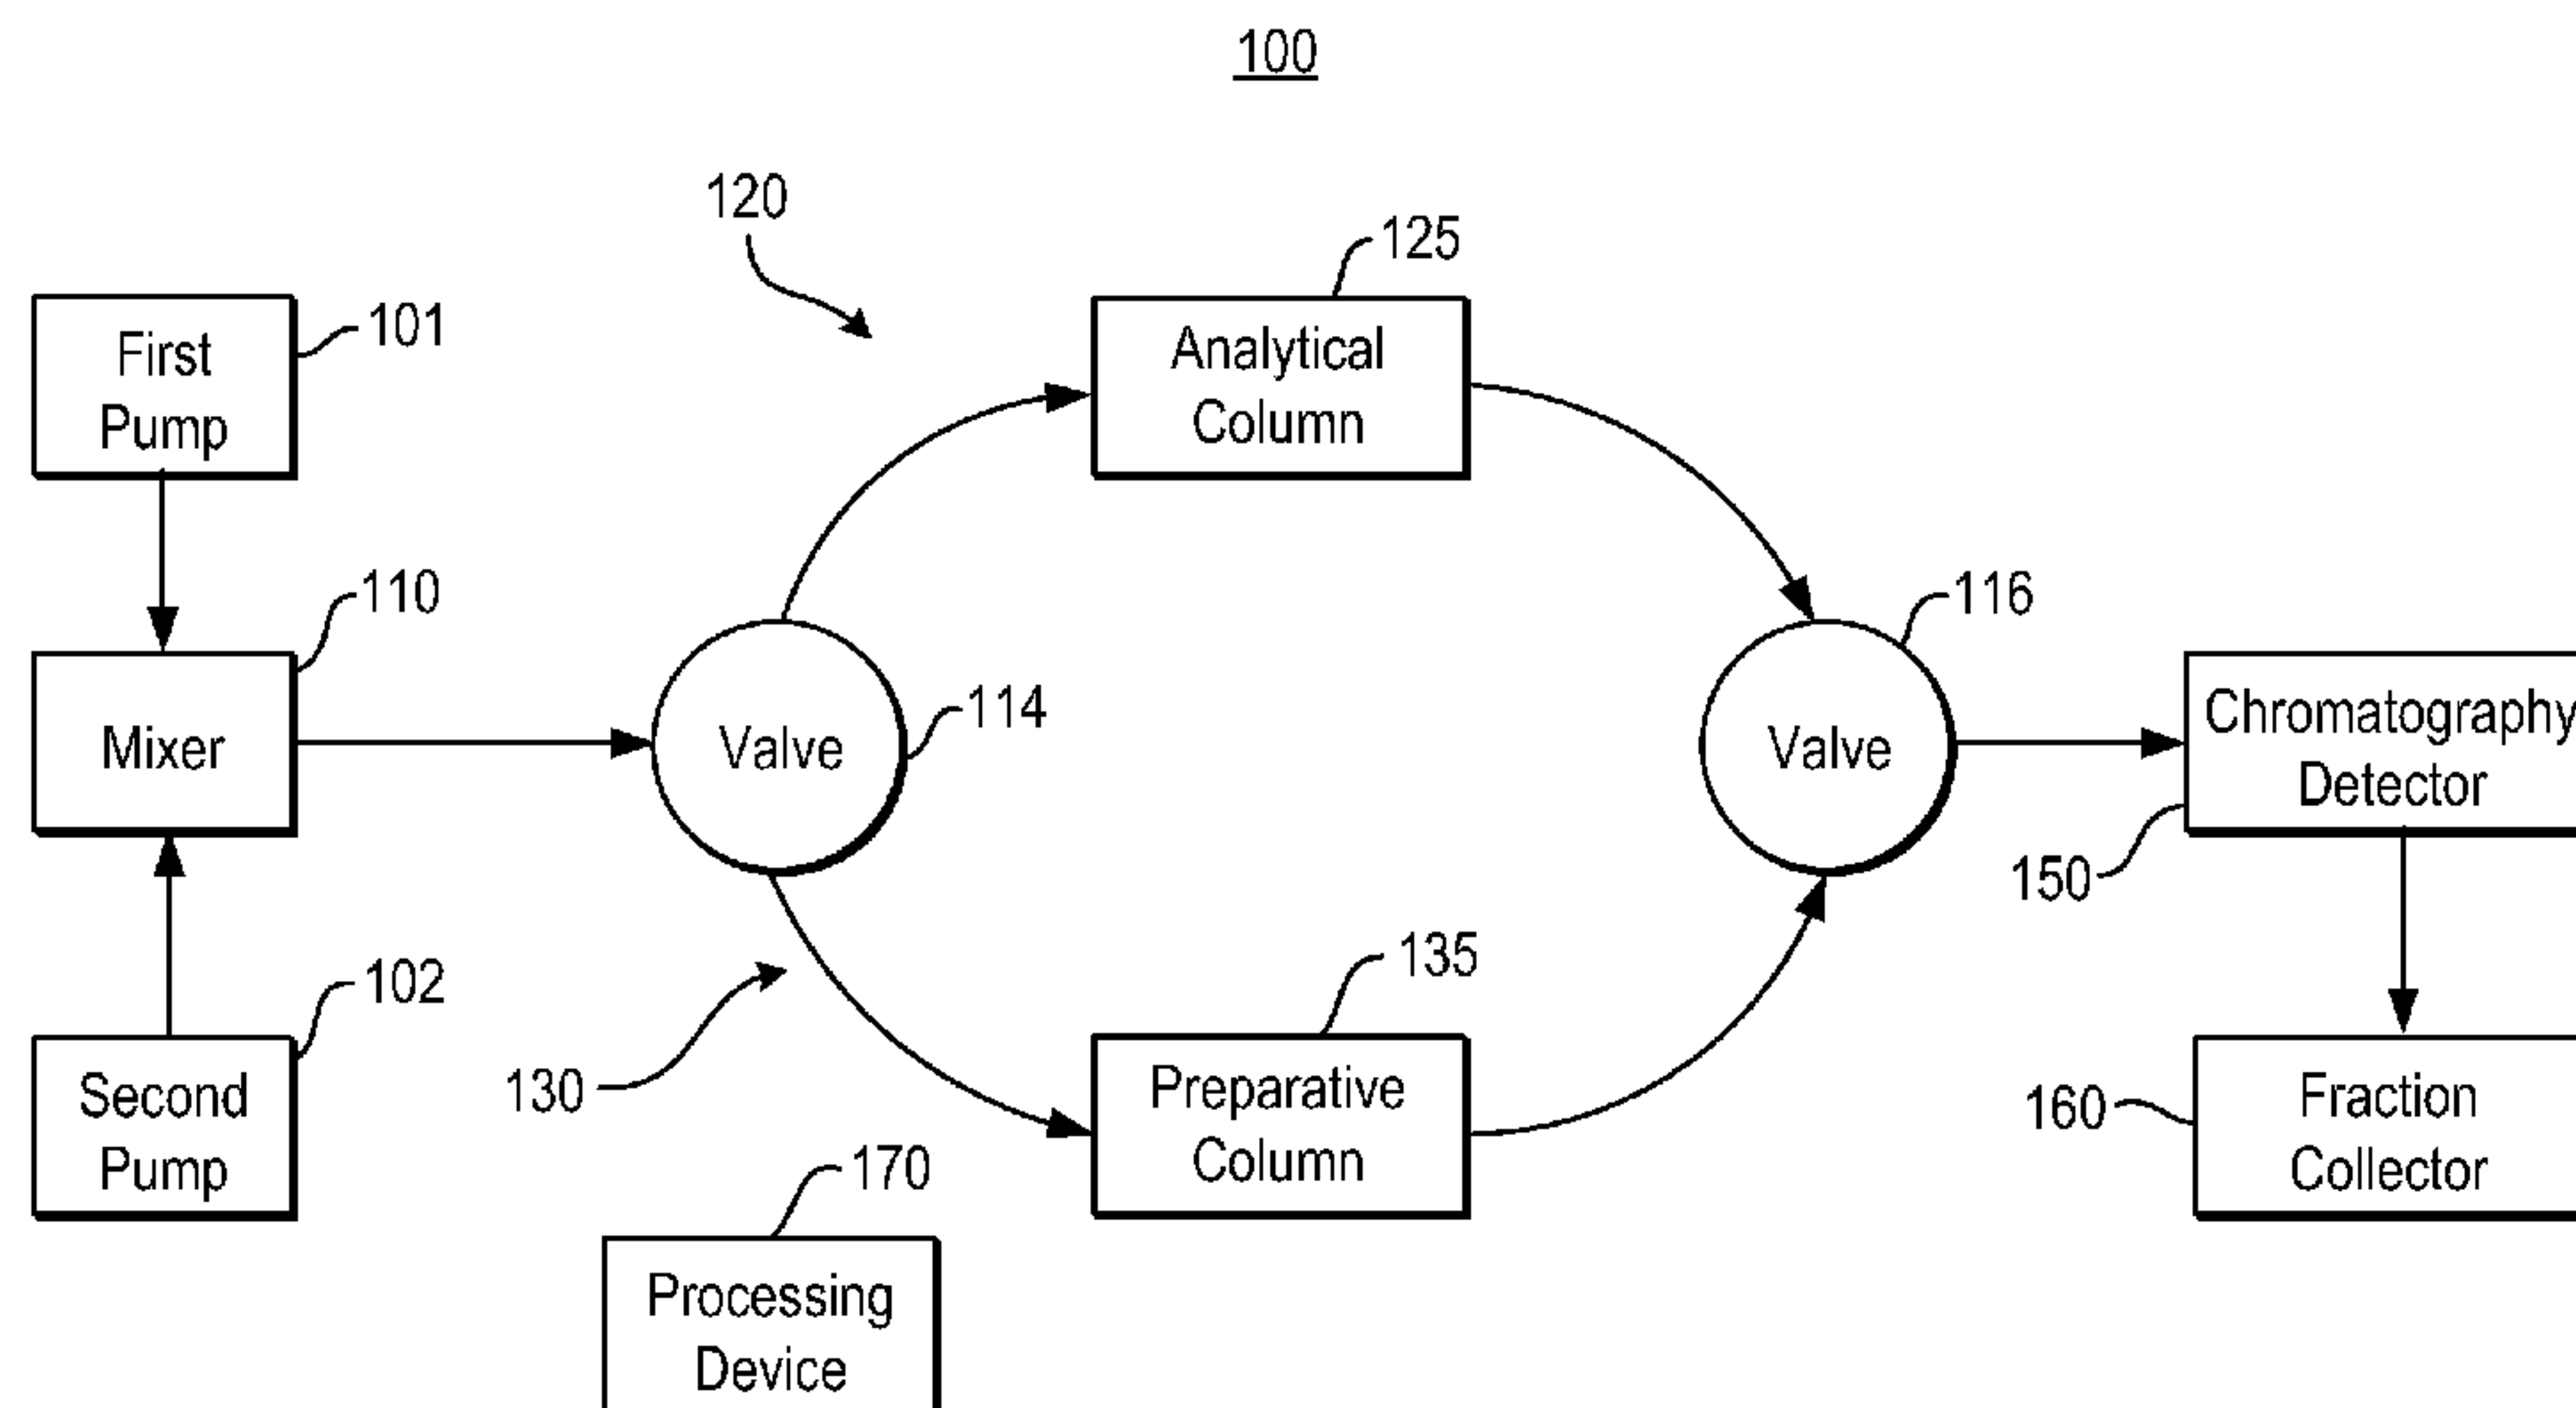 100
120
125
First
Pump
101
Analytical
Column
110
116
Mixer
Valve
114
Valve
Chromatography
Detector
150
102
135
Second
Pump
130
Preparative
Column
160
Fraction
Collector
170
Processing
Device